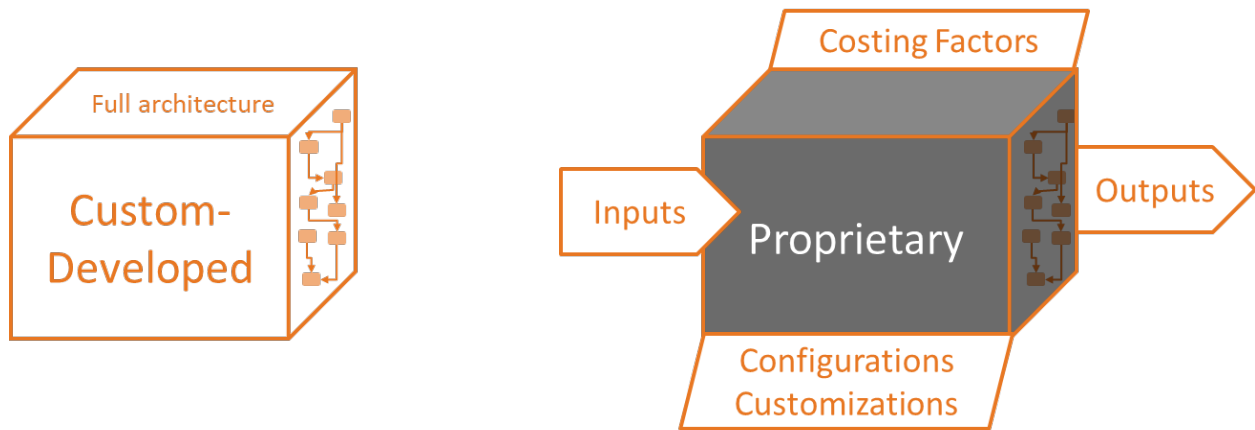 Full architecture
Custom-
Developed
Costing Factors
Inputs
Proprietary
Outputs
Configurations
Customizations